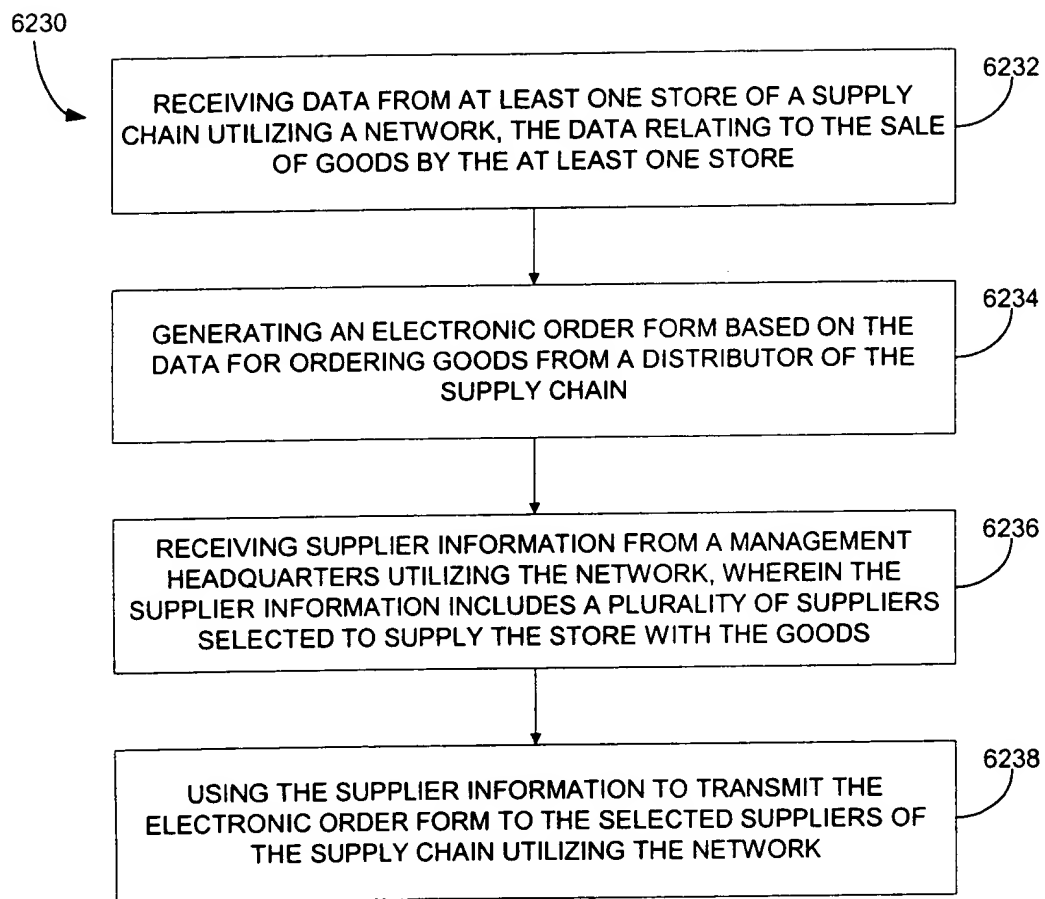 6230
6232
RECEIVING DATA FROM AT LEAST ONE STORE OF A SUPPLY
CHAIN UTILIZING A NETWORK, THE DATA RELATING TO THE SALE
OF GOODS BY THE AT LEAST ONE STORE
6234
GENERATING AN ELECTRONIC ORDER FORM BASED ON THE
DATA FOR ORDERING GOODS FROM A DISTRIBUTOR OF THE
SUPPLY CHAIN
6236
RECEIVING SUPPLIER INFORMATION FROM A MANAGEMENT
HEADQUARTERS UTILIZING THE NETWORK, WHEREIN THE
SUPPLIER INFORMATION INCLUDES A PLURALITY OF SUPPLIERS
SELECTED TO SUPPLY THE STORE WITH THE GOODS
6238
USING THE SUPPLIER INFORMATION TO TRANSMIT THE
ELECTRONIC ORDER FORM TO THE SELECTED SUPPLIERS OF
THE SUPPLY CHAIN UTILIZING THE NETWORK